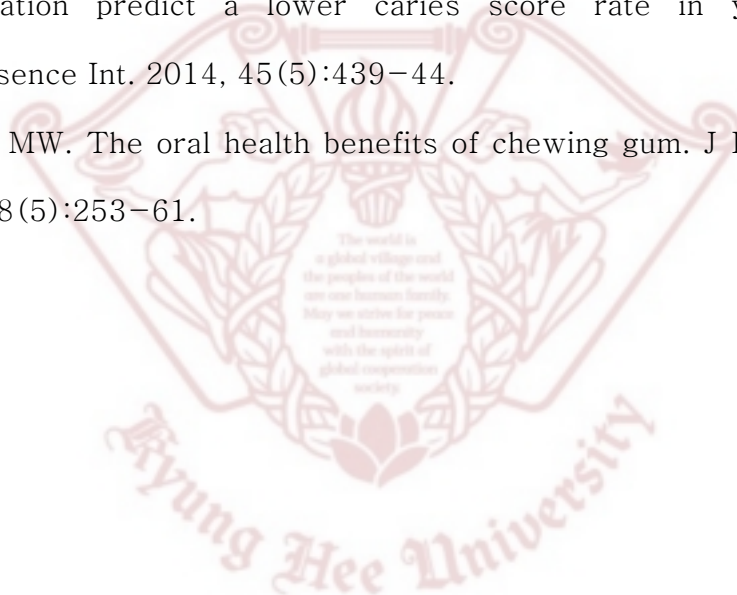 ation predict a lower caries score rate in y
sence Int. 2014, 45(5):439-44.
MW. The oral health benefits of chewing gum. J
8(5):253-61.
The world is
a global village and
the peoples of the world
are one human family.
May we strive for peace
and humanity
with the spirit of
global cooperation
society.
Kyung Hee University